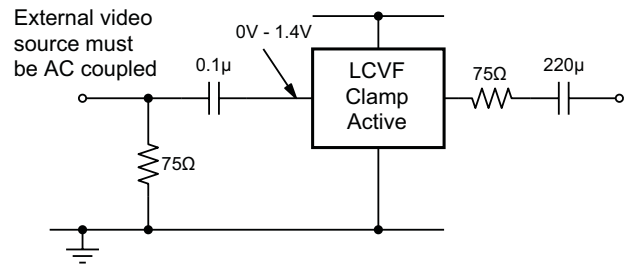 External video
source must
be AC coupled
0V - 1.4V
0.1µ
LCVF
Clamp
Active
75Ω
220µ
75Ω